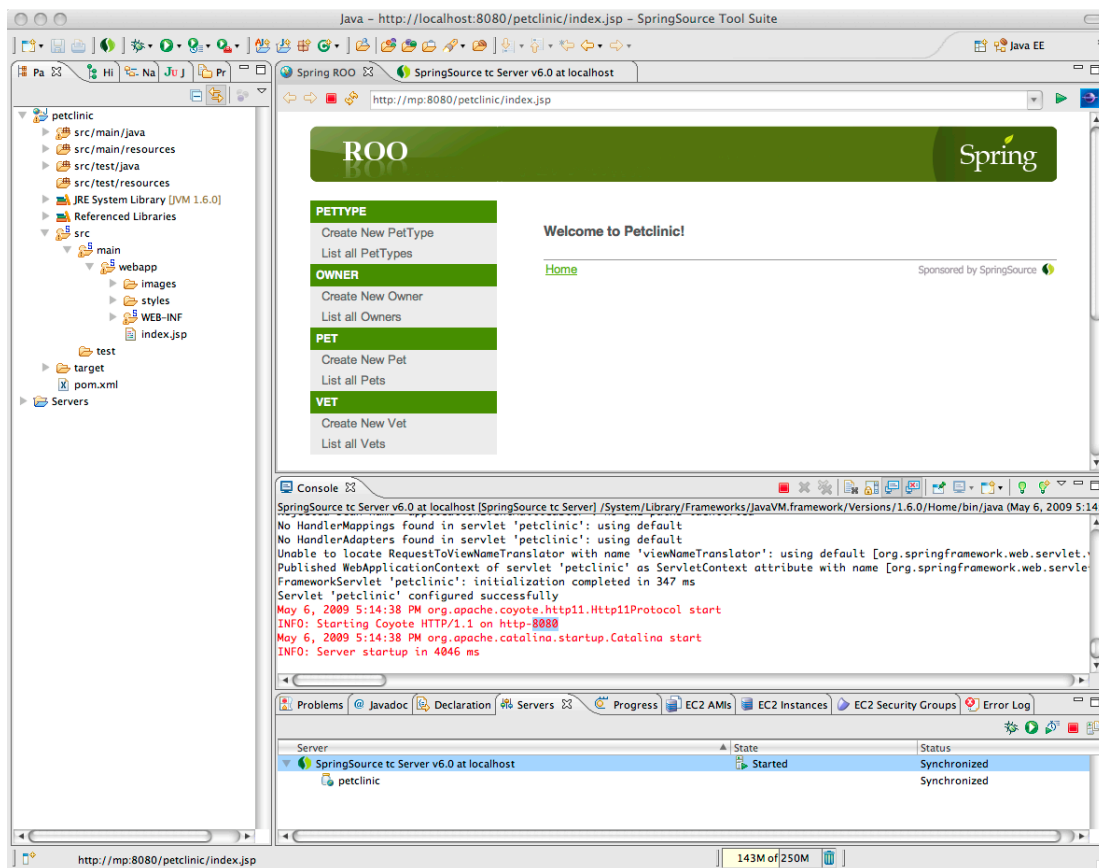 Java – http://localhost:8080/petclinic/index.jsp – SpringSource Tool Suite
Java EE
Pa Hi Na Ju J Pr
Spring ROO SpringSource tc Server v6.0 at localhost
http://mp:8080/petclinic/index.jsp
petclinic
src/main/java
src/main/resources
src/test/java
src/test/resources
JRE System Library [JVM 1.6.0]
Referenced Libraries
src
main
webapp
images
styles
WEB-INF
index.jsp
test
target
pom.xml
Servers
ROO
Spring
PETTYPE
Create New PetType
List all PetTypes
OWNER
Create New Owner
List all Owners
PET
Create New Pet
List all Pets
VET
Create New Vet
List all Vets
Welcome to Petclinic!
Home
Sponsored by SpringSource
Console
SpringSource tc Server v6.0 at localhost [SpringSource tc Server] /System/Library/Frameworks/JavaVM.framework/Versions/1.6.0/Home/bin/java (May 6, 2009 5:14:
No HandlerMappings found in servlet 'petclinic': using default
No HandlerAdapters found in servlet 'petclinic': using default
Unable to locate RequestToViewNameTranslator with name 'viewNameTranslator': using default [org.springframework.web.servlet.
Published WebApplicationContext of servlet 'petclinic' as ServletContext attribute with name [org.springframework.web.servle
FrameworkServlet 'petclinic': initialization completed in 347 ms
Servlet 'petclinic' configured successfully
May 6, 2009 5:14:38 PM org.apache.coyote.http11.Http11Protocol start
INFO: Starting Coyote HTTP/1.1 on http-8080
May 6, 2009 5:14:38 PM org.apache.catalina.startup.Catalina start
INFO: Server startup in 4046 ms
Problems @ Javadoc Declaration Servers Progress EC2 AMIs EC2 Instances EC2 Security Groups Error Log
Server State Status
SpringSource tc Server v6.0 at localhost Started Synchronized
petclinic Synchronized
http://mp:8080/petclinic/index.jsp
143M of 250M